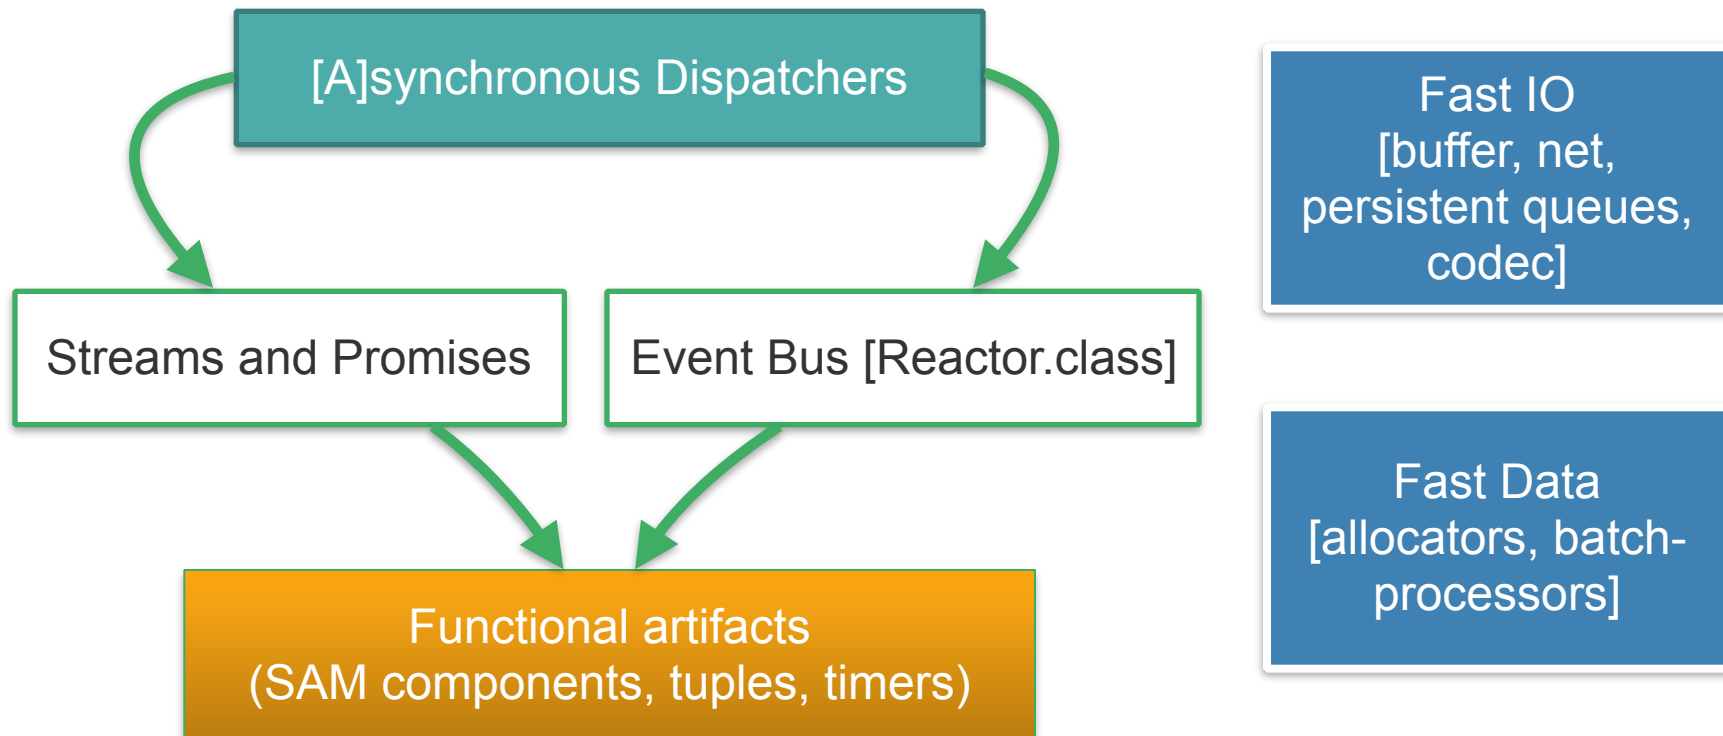 [A]synchronous Dispatchers
Fast IO
[buffer, net,
persistent queues,
codec]
Streams and Promises
Event Bus [Reactor.class]
Fast Data
[allocators, batch-
processors]
Functional artifacts
(SAM components, tuples, timers)